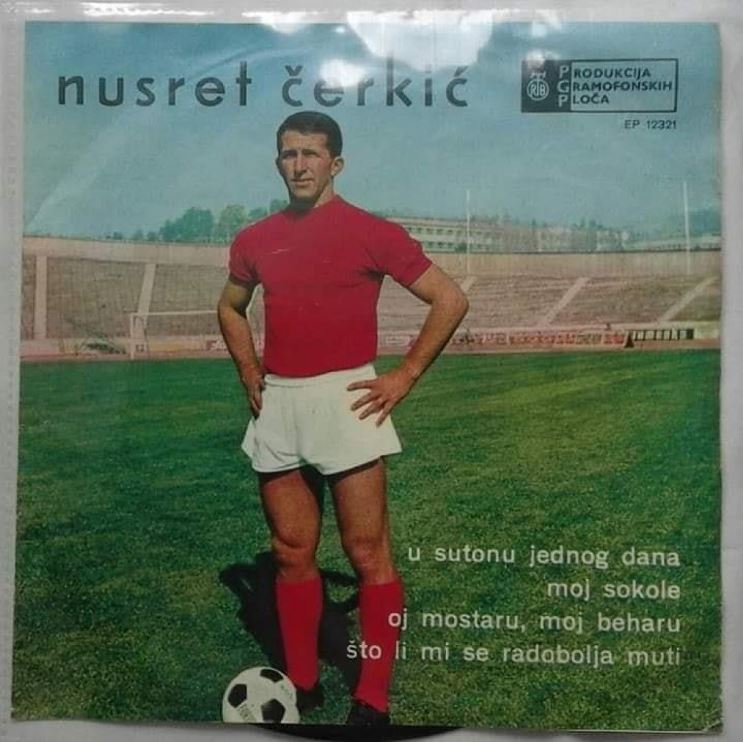 nusret čerkić
RTB
PRODUKCIJA
GRAMOFONSKIH
PLOČA
EP 12321
u sutonu jednog dana
moj sokole
oj mostaru, moj beharu
što li mi se radobolja muti